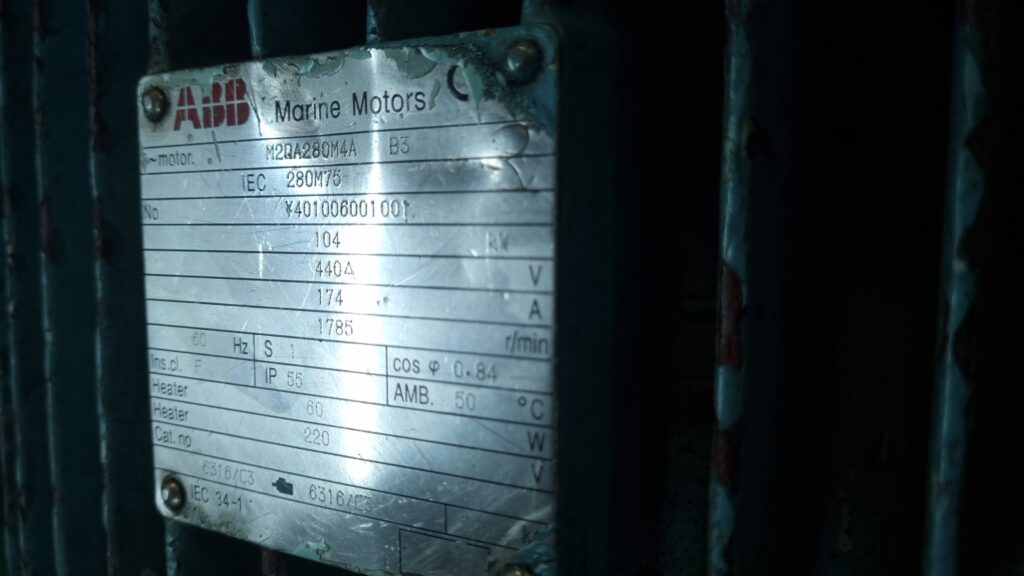 ABB Marine Motors
~motor. M2QA280M4A B3
IEC 280M75
No Y401006001001
104 kW
440△ V
174 A
1785 r/min
60 Hz S 1 cos φ 0.84
Ins.cl. F IP 55 AMB. 50 °C
Heater 60 W
Heater 220 V
Cat.no
6316/C3 6316/C3
IEC 34-1